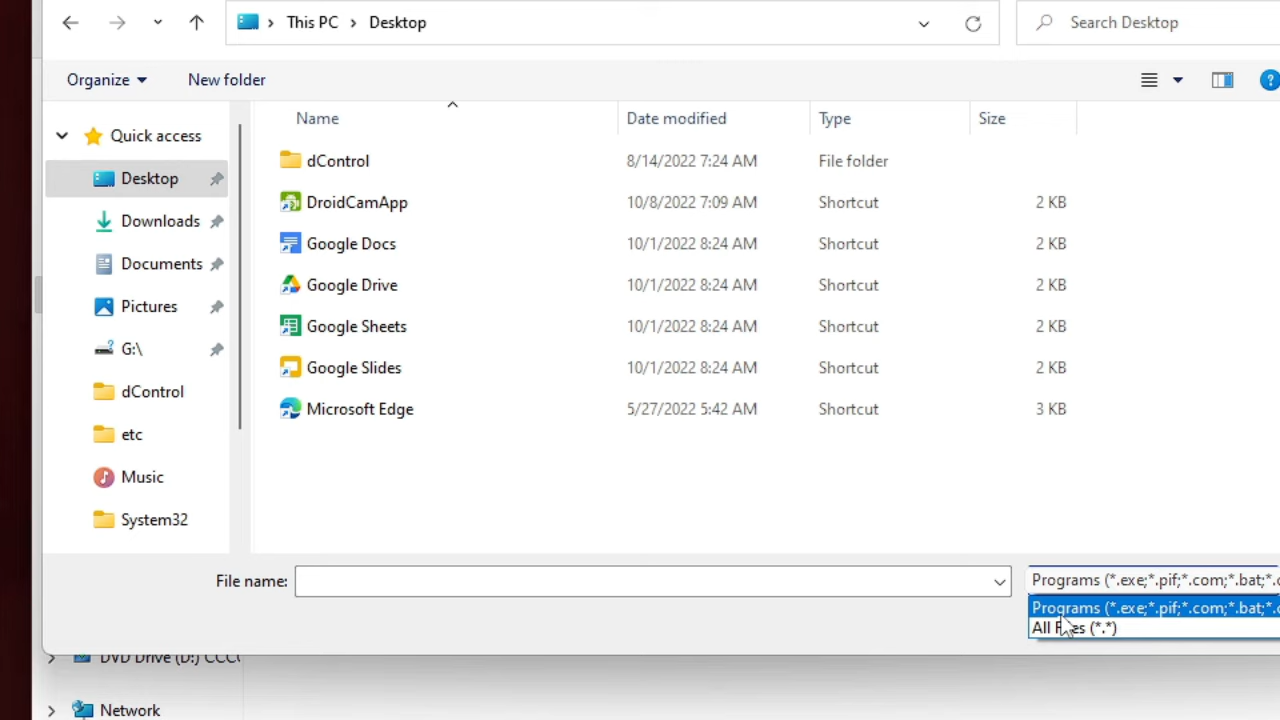 This PC > Desktop
Search Desktop
Organize
New folder
Name
Date modified
Type
Size
Quick access
Desktop
Downloads
Documents
Pictures
G:\
dControl
etc
Music
System32
dControl 8/14/2022 7:24 AM File folder
DroidCamApp 10/8/2022 7:09 AM Shortcut 2 KB
Google Docs 10/1/2022 8:24 AM Shortcut 2 KB
Google Drive 10/1/2022 8:24 AM Shortcut 2 KB
Google Sheets 10/1/2022 8:24 AM Shortcut 2 KB
Google Slides 10/1/2022 8:24 AM Shortcut 2 KB
Microsoft Edge 5/27/2022 5:42 AM Shortcut 3 KB
File name:
Programs (*.exe;*.pif;*.com;*.bat;*.c
Programs (*.exe;*.pif;*.com;*.bat;*.c
All Files (*.*)
DVD Drive (D:)
Network